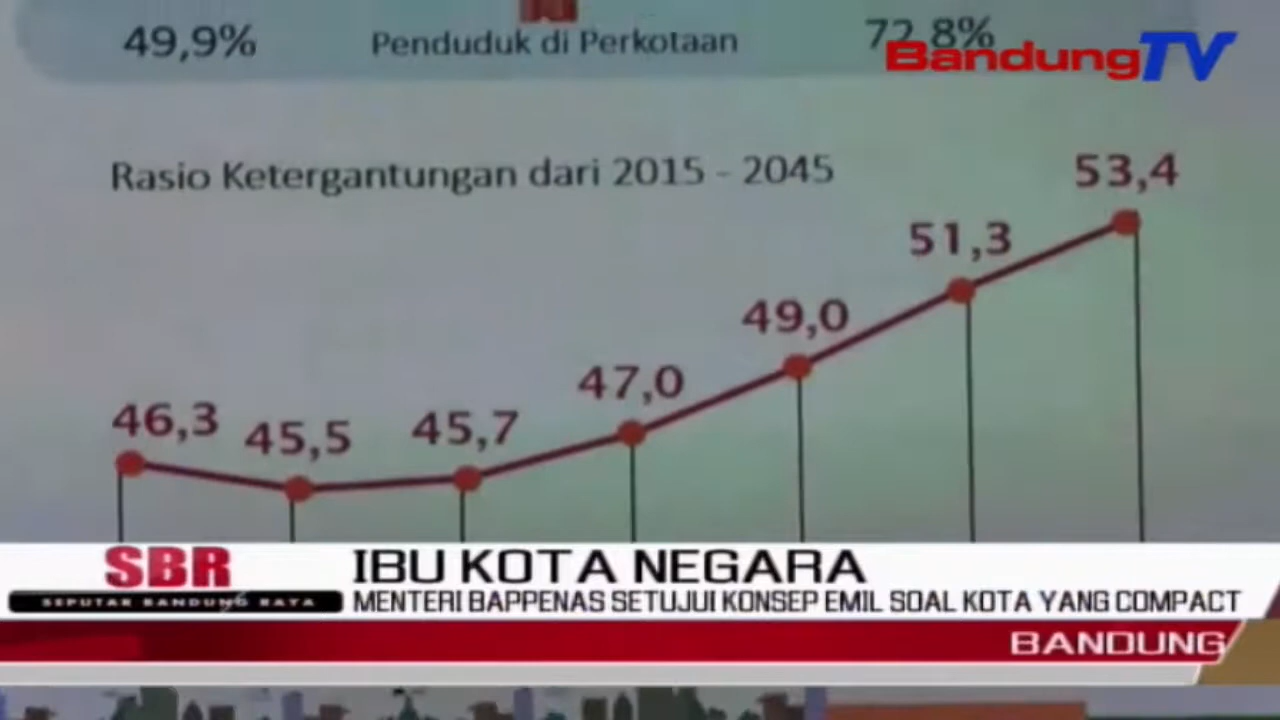 49,9%
Penduduk di Perkotaan
72,8%
BandungTV
Rasio Ketergantungan dari 2015 - 2045
53,4
51,3
49,0
47,0
46,3
45,5
45,7
SBR
SEPUTAR BANDUNG RAYA
IBU KOTA NEGARA
MENTERI BAPPENAS SETUJUI KONSEP EMIL SOAL KOTA YANG COMPACT
BANDUNG